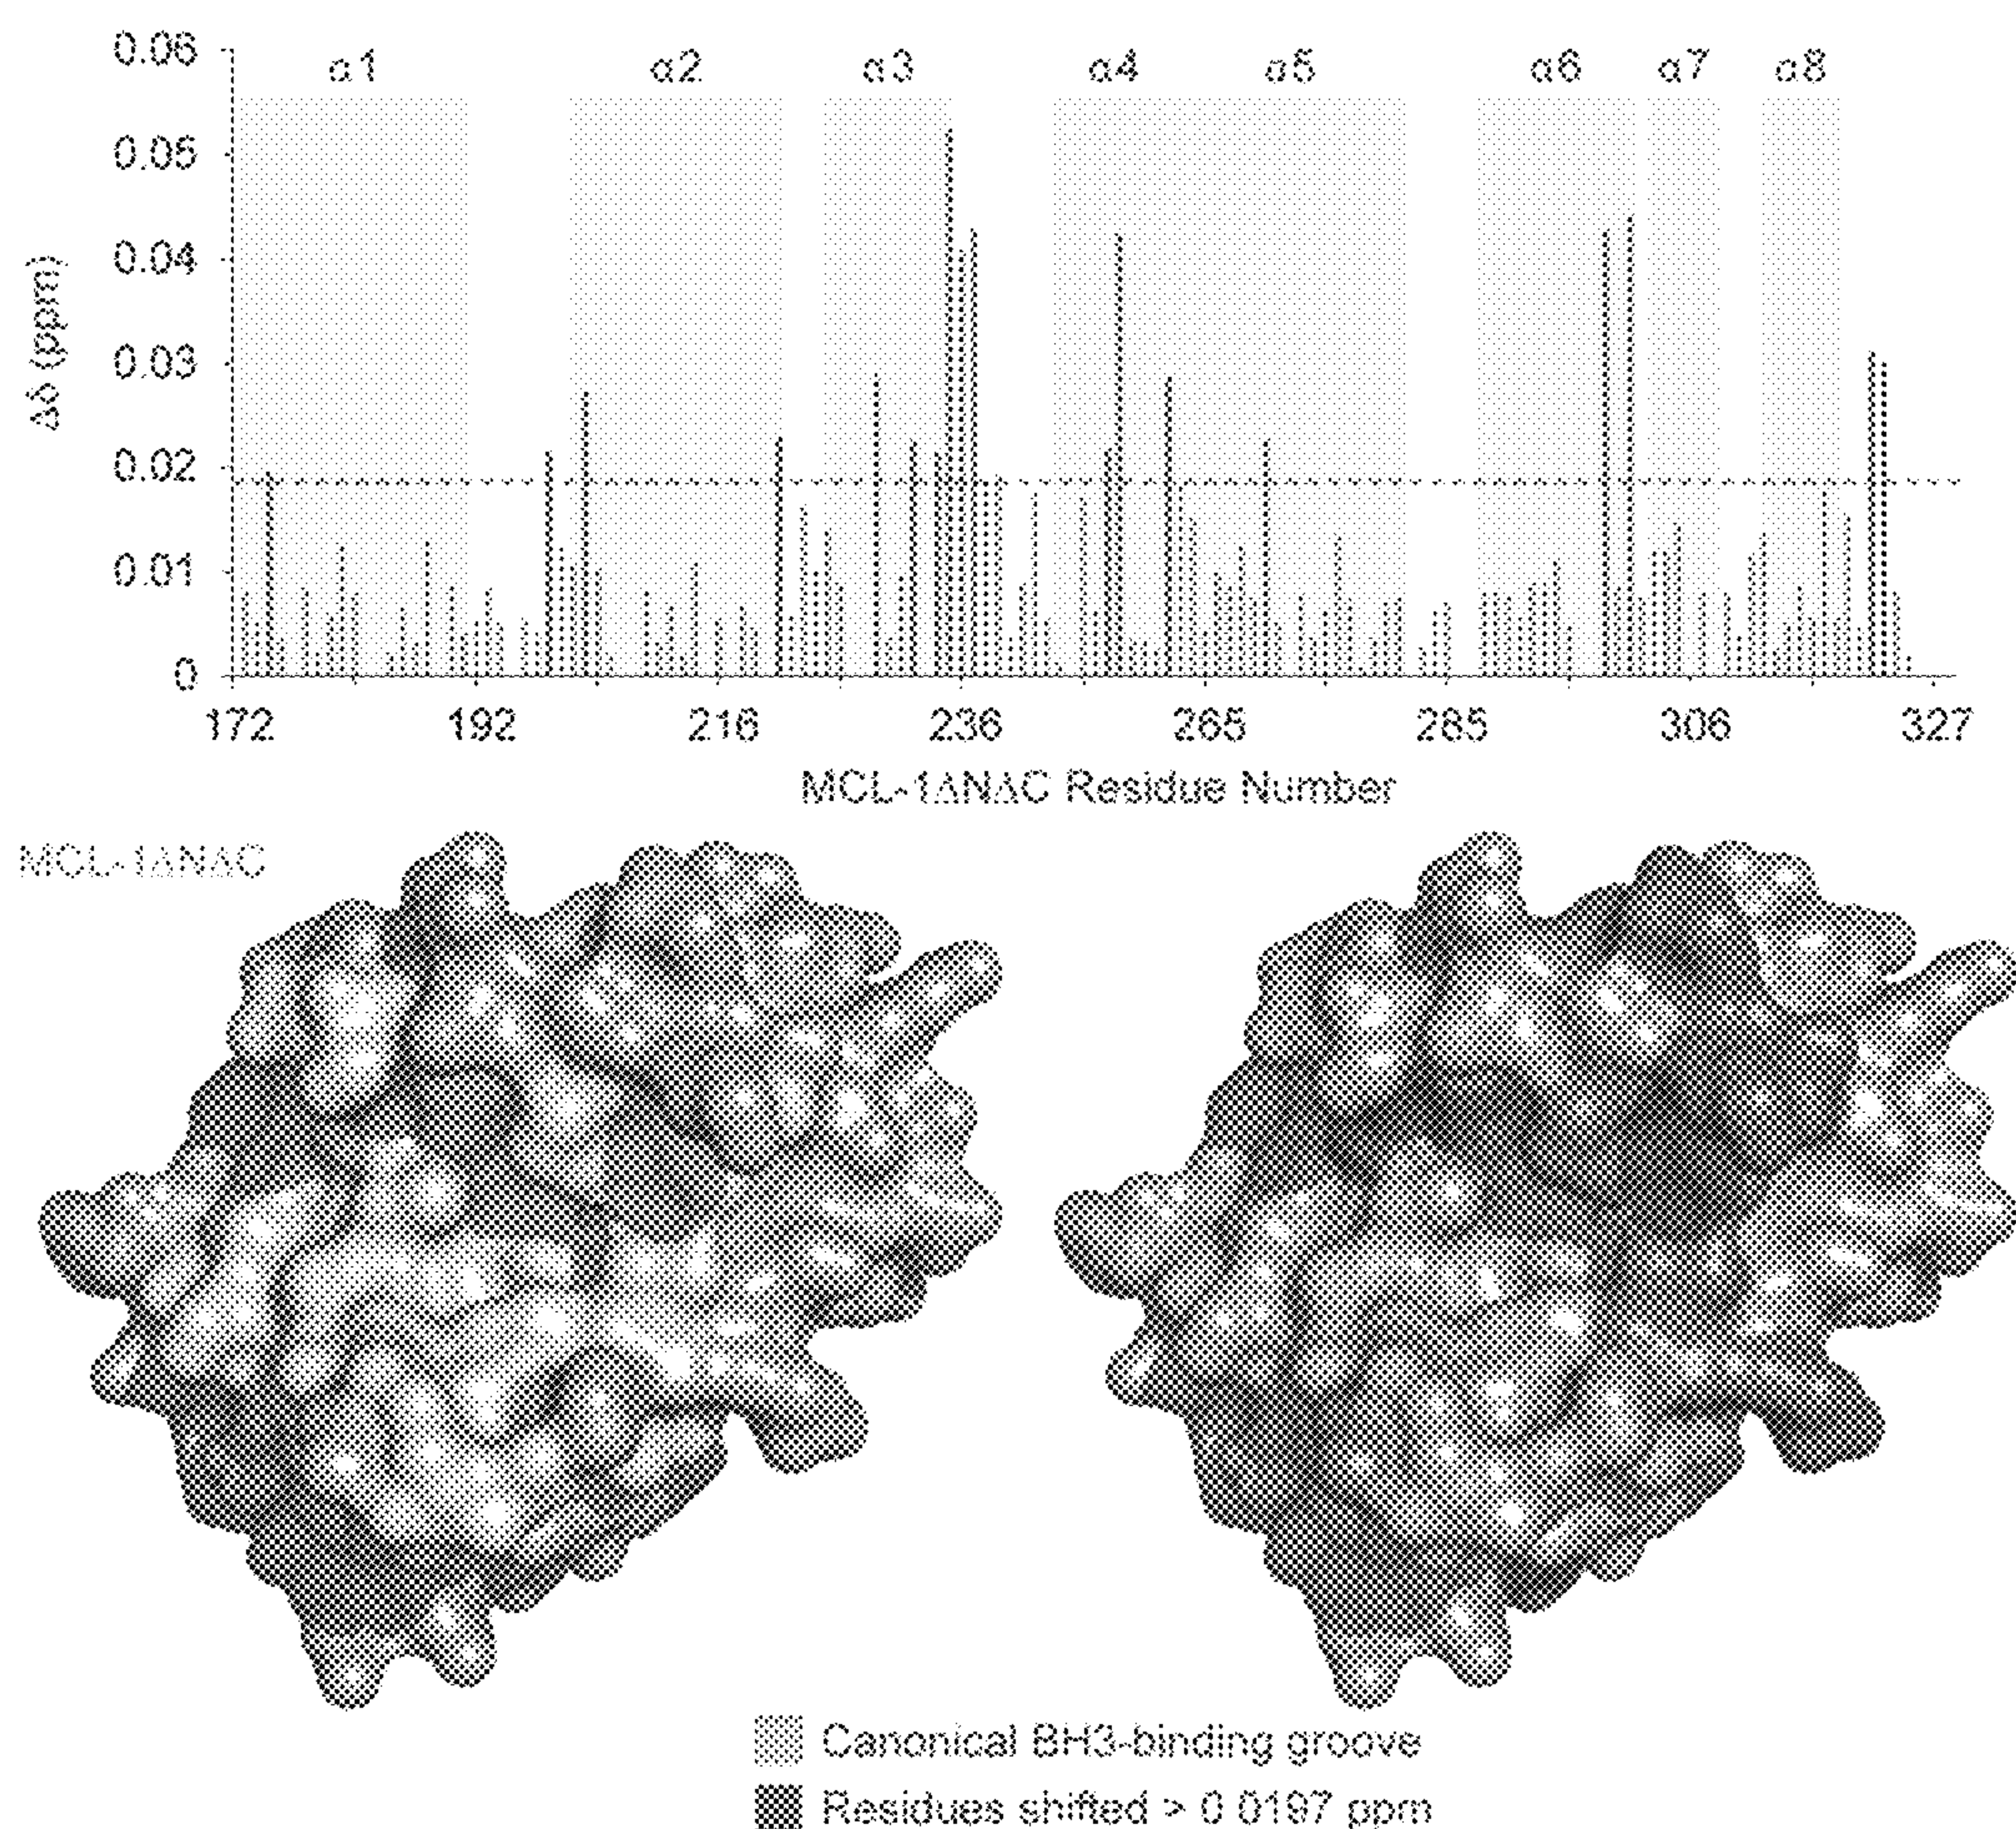 α1 α2 α3 α4 α5 α6 α7 α8
0.06
0.05
0.04
0.03
0.02
0.01
0
Δδ (ppm)
172 192 216 236 265 285 306 327
MCL-1ΔNΔC Residue Number
MCL-1ΔNΔC
Canonical BH3-binding groove
Residues shifted > 0.0197 ppm